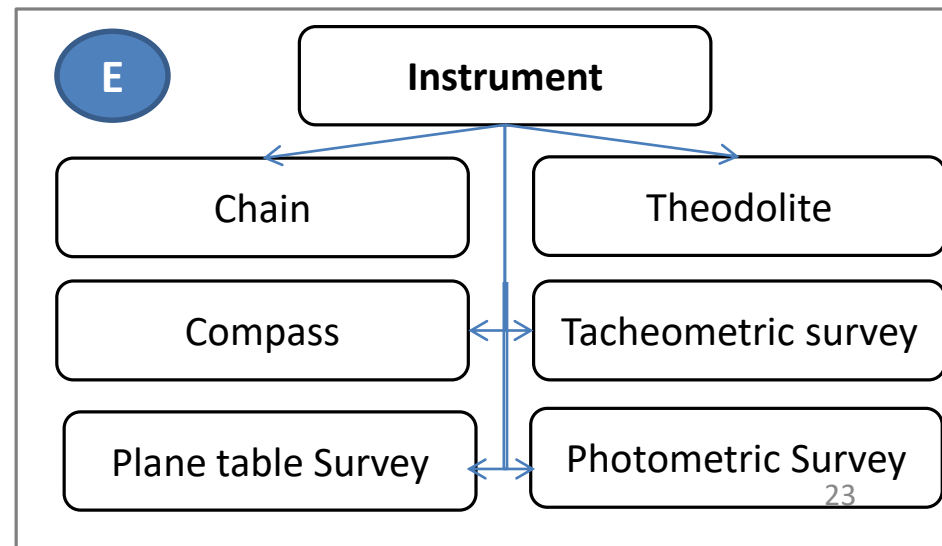 E
Instrument
Chain
Theodolite
Compass
Tacheometric survey
Plane table Survey
Photometric Survey
23